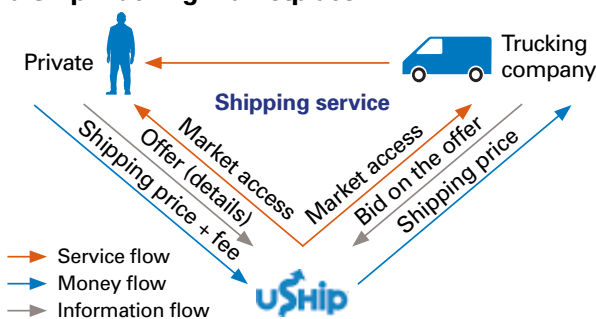 Private
Trucking
company
Shipping service
Shipping price + fee
Offer (details)
Market access
Market access
Bid on the offer
Shipping price
Service flow
Money flow
Information flow
uShip